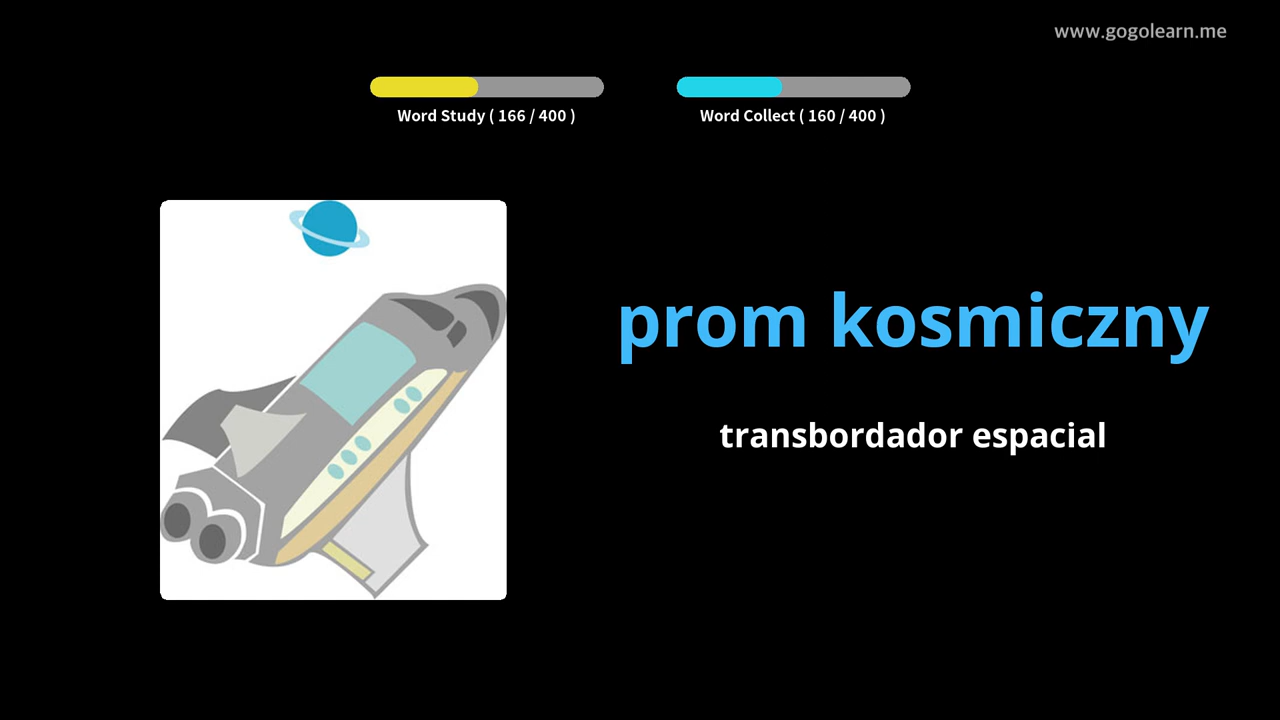 www.gogolearn.me
Word Study ( 166 / 400 )
Word Collect ( 160 / 400 )
prom kosmiczny
transbordador espacial